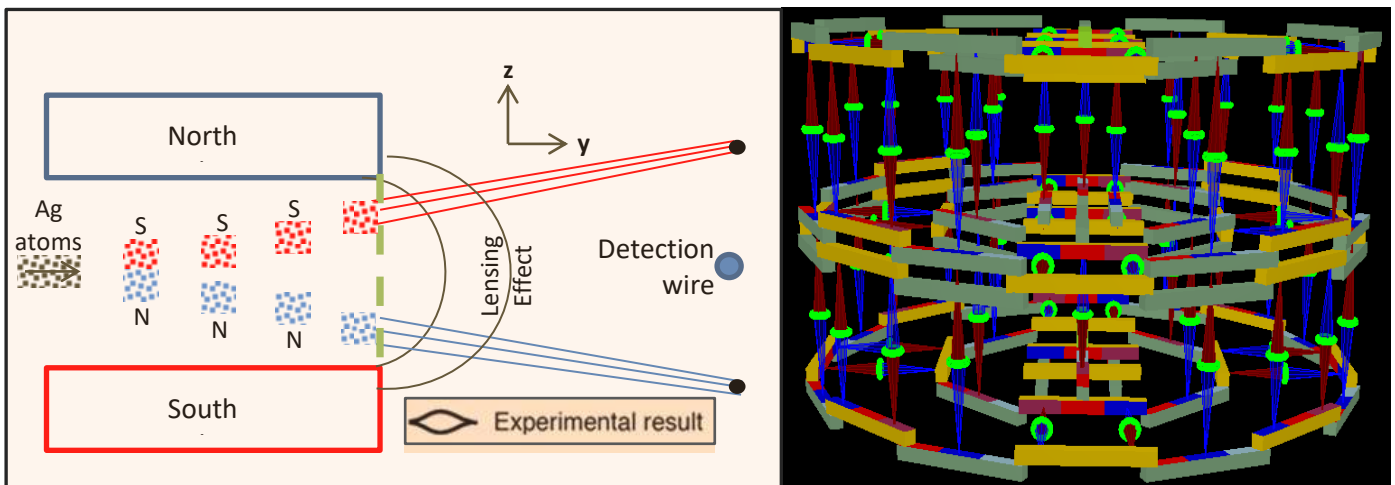 North
z
y
Ag
atoms
S
S
S
N
N
N
Lensing
Effect
Detection
wire
South
Experimental result